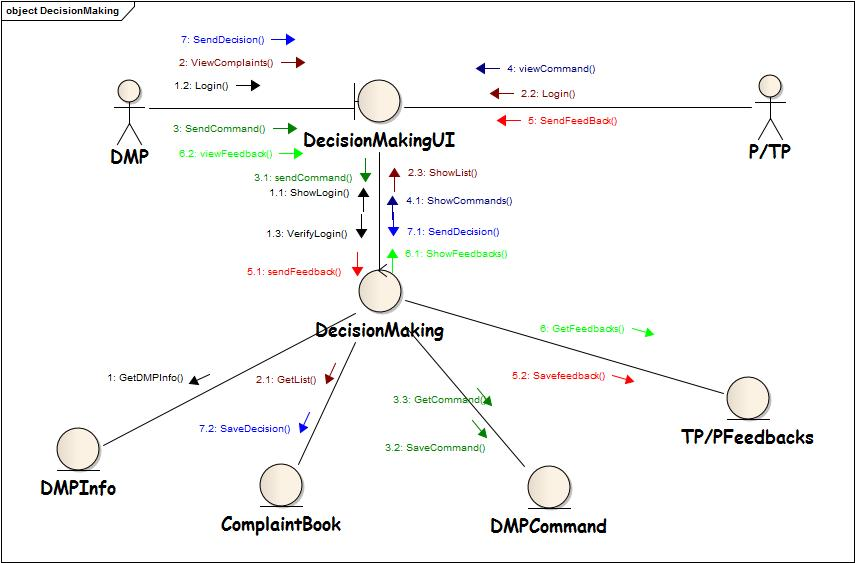 object DecisionMaking
7: SendDecision()
2: ViewComplaints()
1.2: Login()
4: viewCommand()
2.2: Login()
5: SendFeedBack()
3: SendCommand()
6.2: viewFeedback()
DMP
DecisionMakingUI
P/TP
3.1: sendCommand()
1.1: ShowLogin()
1.3: VerifyLogin()
5.1: sendFeedback()
2.3: ShowList()
4.1: ShowCommands()
7.1: SendDecision()
6.1: ShowFeedbacks()
DecisionMaking
1: GetDMPInfo()
2.1: GetList()
7.2: SaveDecision()
3.3: GetCommand()
3.2: SaveCommand()
6: GetFeedbacks()
5.2: Savefeedback()
DMPInfo
ComplaintBook
DMPCommand
TP/PFeedbacks